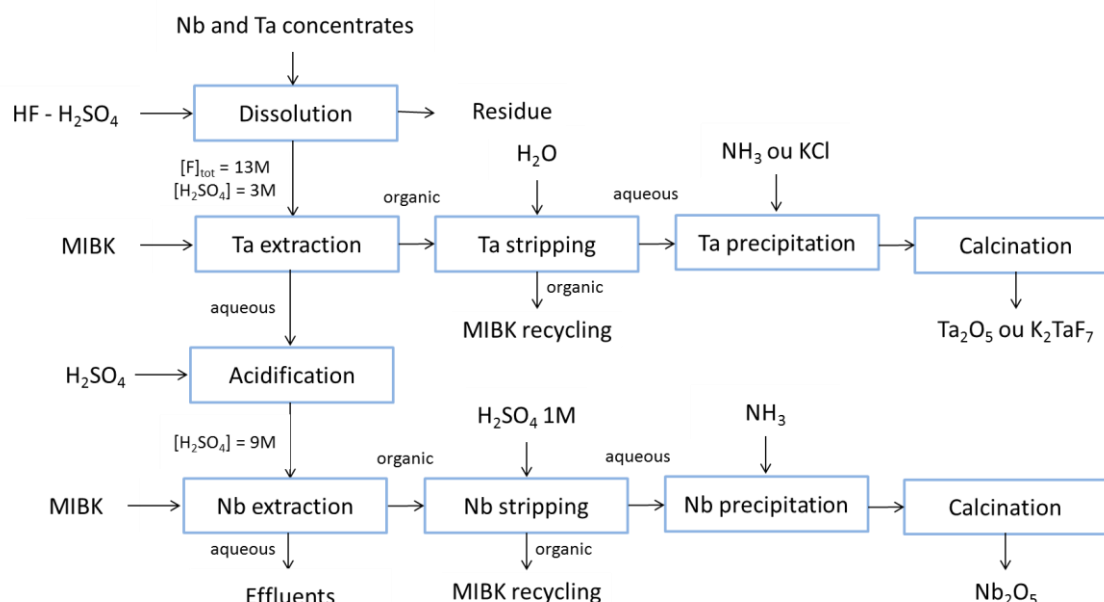 Nb and Ta concentrates
HF - H₂SO₄
Dissolution
Residue
[F]tot = 13M
[H₂SO₄] = 3M
H₂O
NH₃ ou KCl
organic
aqueous
MIBK
Ta extraction
Ta stripping
Ta precipitation
Calcination
aqueous
organic
MIBK recycling
Ta₂O₅ ou K₂TaF₇
H₂SO₄
Acidification
[H₂SO₄] = 9M
H₂SO₄ 1M
NH₃
organic
aqueous
MIBK
Nb extraction
Nb stripping
Nb precipitation
Calcination
aqueous
organic
Effluents
MIBK recycling
Nb₂O₅